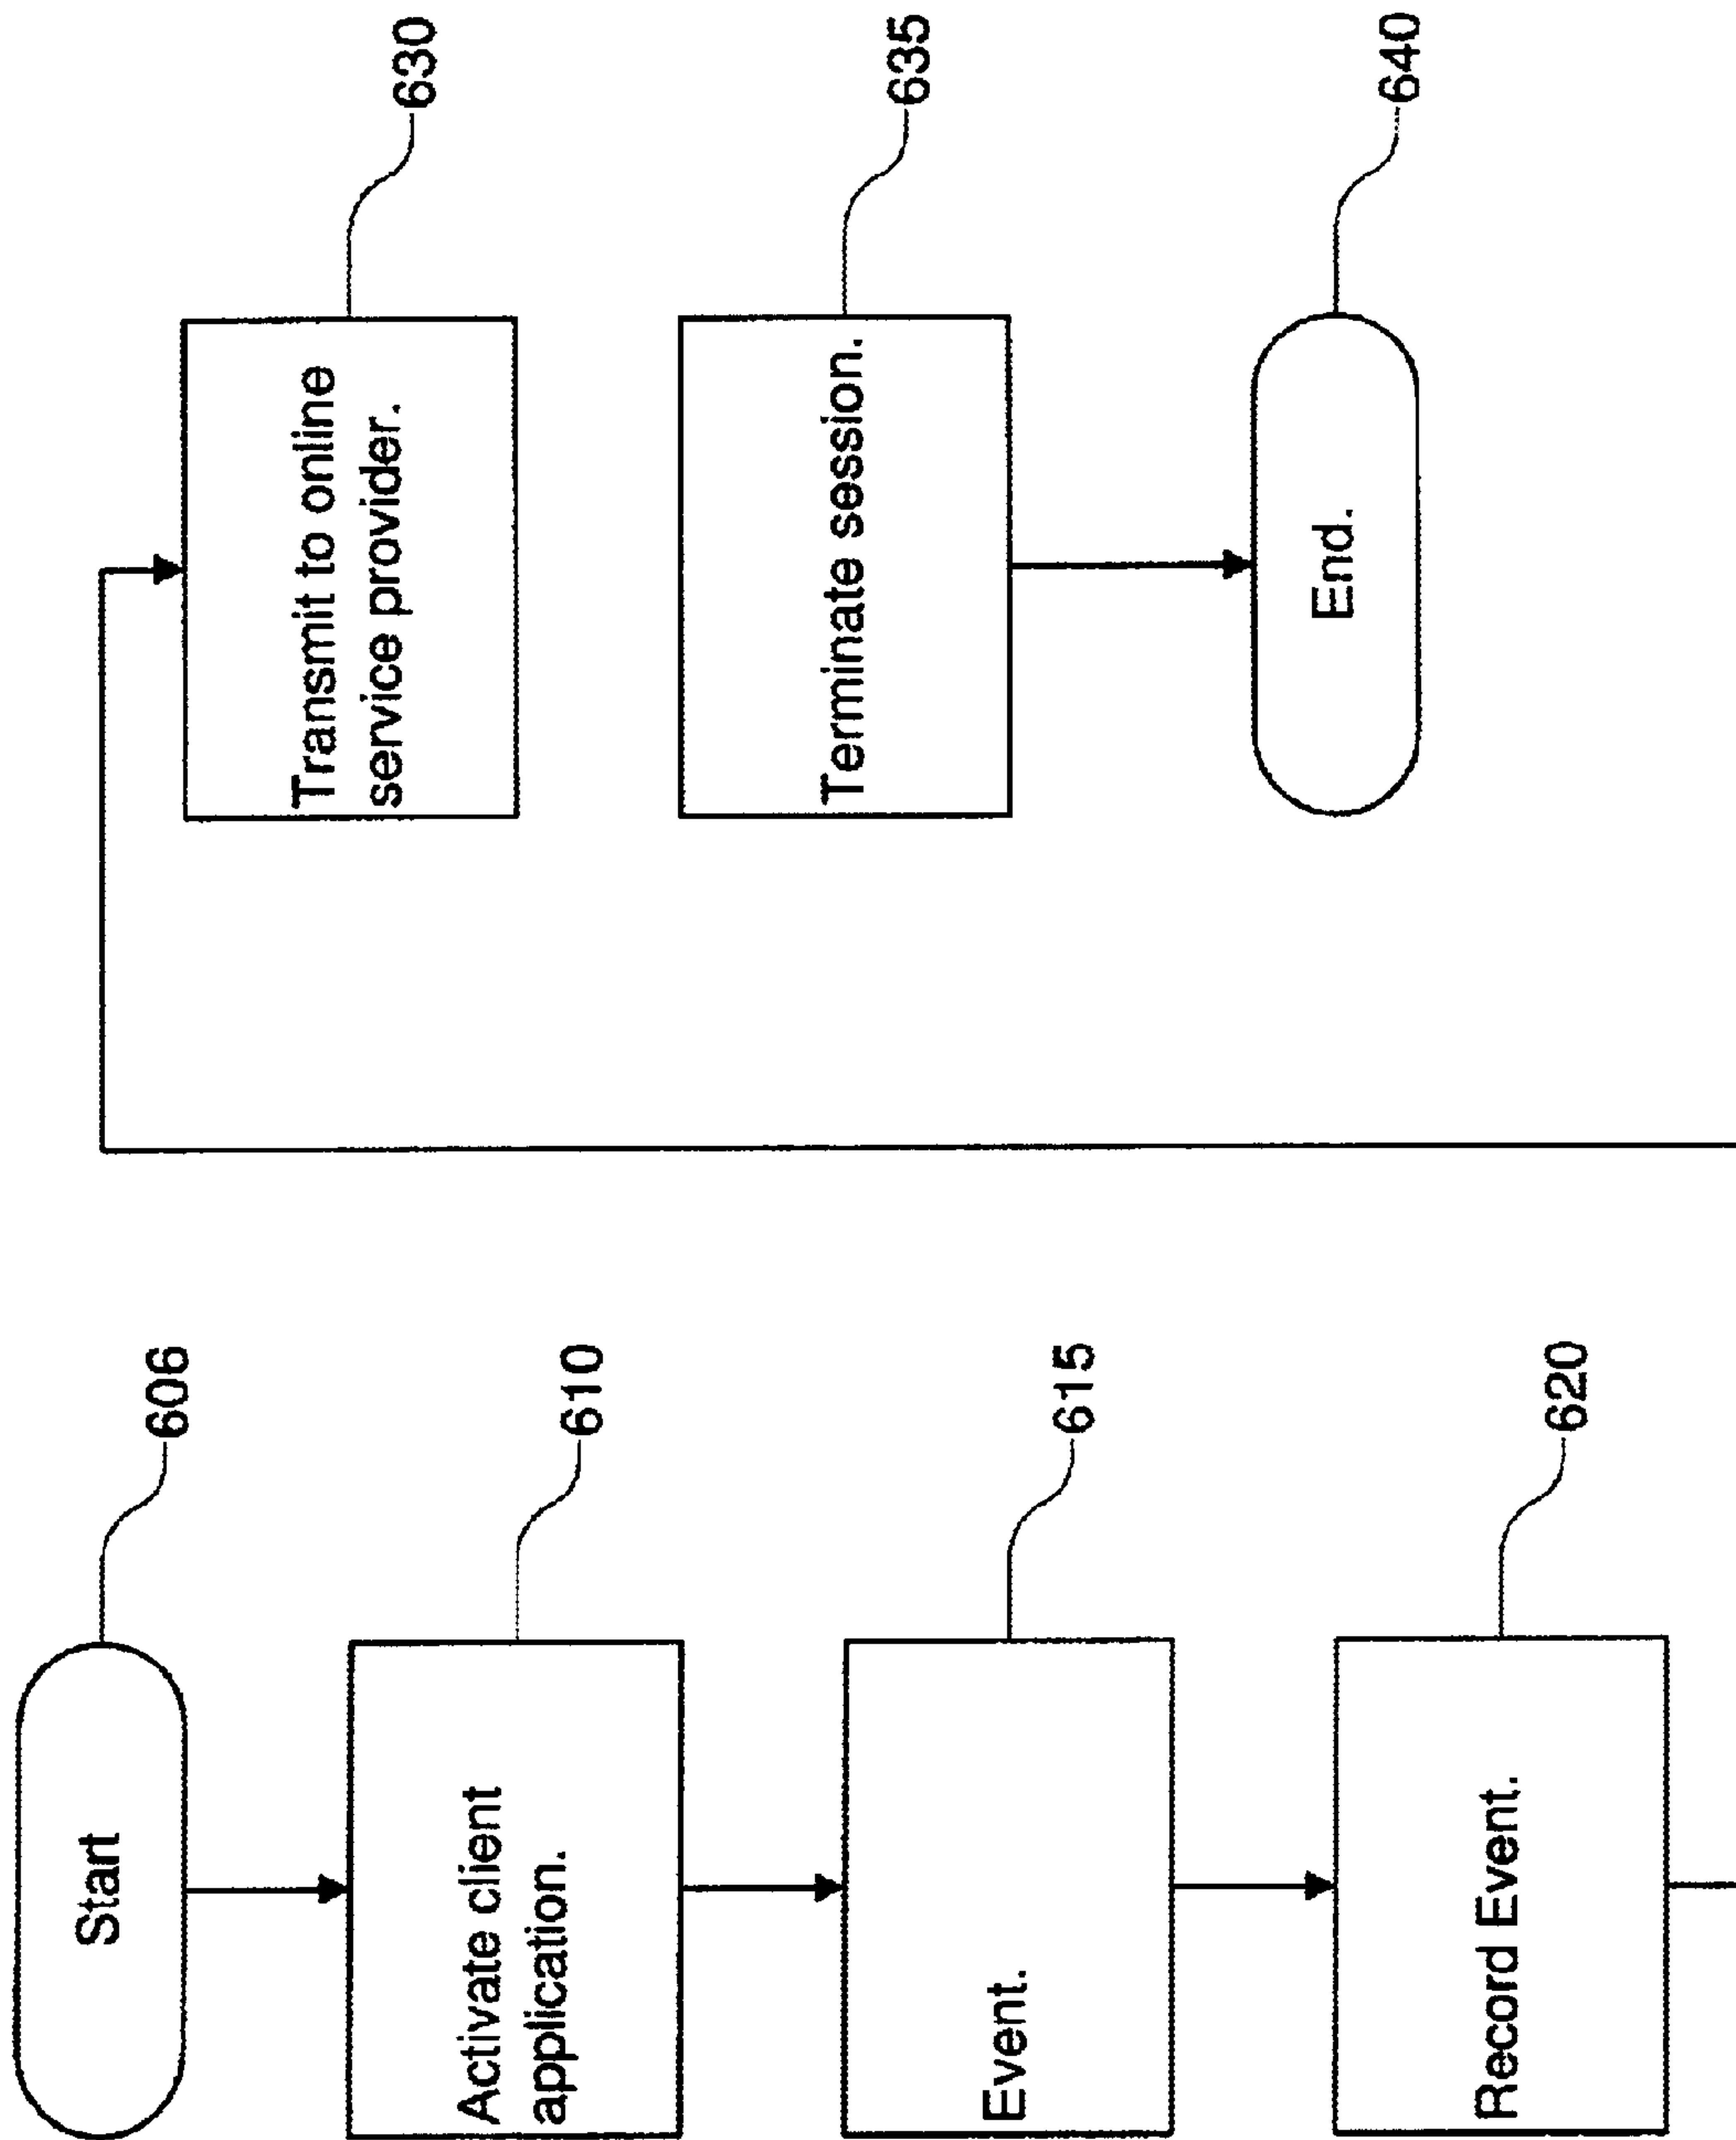 Start
606
Activate client
application.
610
Event.
615
Record Event.
620
Transmit to online
service provider.
630
Terminate session.
635
End.
640